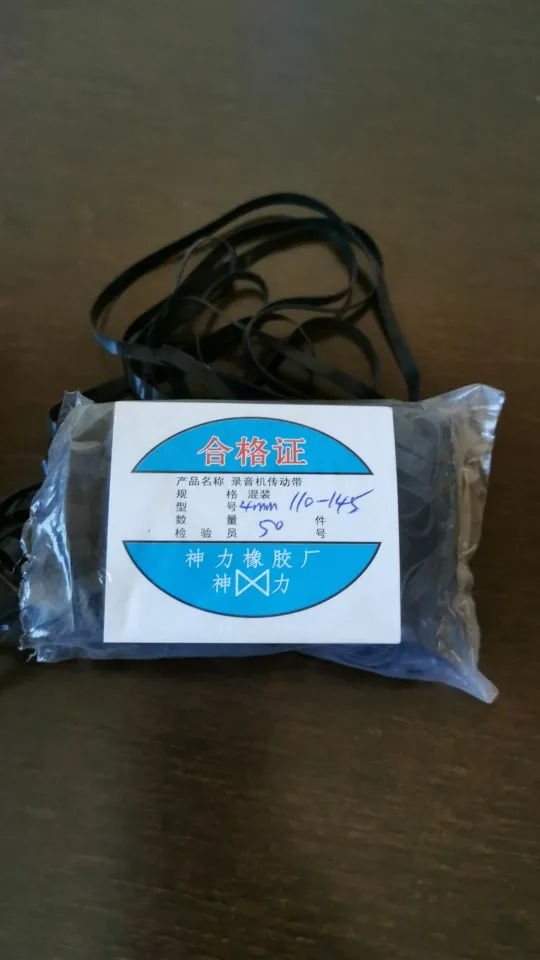 合格证
产品名称 录音机传动带
规 格 混装
型 号 4mm 110-145
数 量 50 件
检 验 员 号
神力橡胶厂
神力